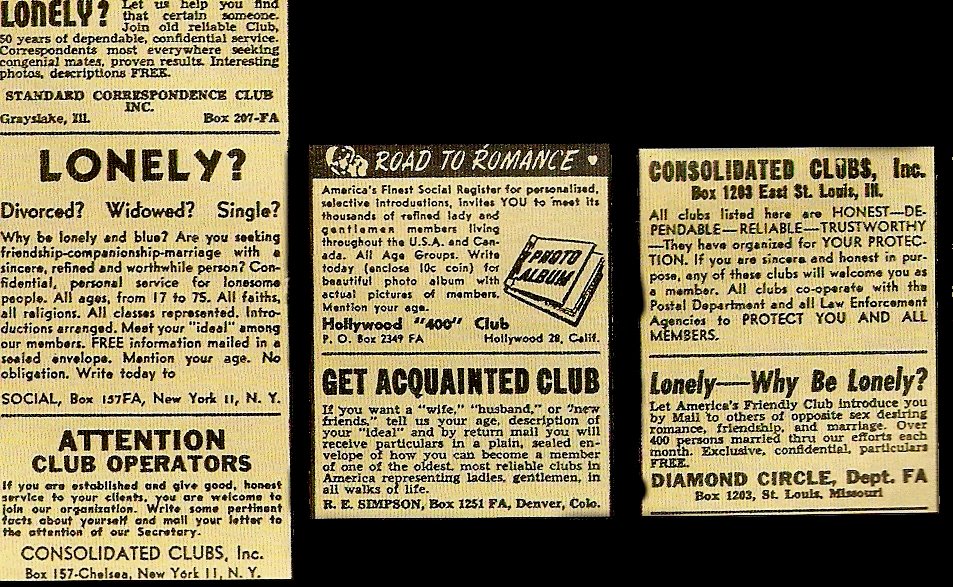 LONELY? Let us help you find
that certain someone.
Join old reliable Club,
50 years of dependable, confidential service.
Correspondents most everywhere seeking
congenial mates, proven results. Interesting
photos, descriptions FREE.
STANDARD CORRESPONDENCE CLUB
INC.
Grayslake, Ill. Box 207-FA
LONELY?
Divorced? Widowed? Single?
Why be lonely and blue? Are you seeking
friendship-companionship-marriage with a
sincere, refined and worthwhile person? Con-
fidential, personal service for lonesome
people. All ages, from 17 to 75. All faiths,
all religions. All classes represented. Intro-
ductions arranged. Meet your "ideal" among
our members. FREE information mailed in a
sealed envelope. Mention your age. No
obligation. Write today to
SOCIAL, Box 157FA, New York 11, N. Y.
ATTENTION
CLUB OPERATORS
If you are established and give good, honest
service to your clients, you are welcome to
join our organization. Write some pertinent
facts about yourself and mail your letter to
the attention of our Secretary.
CONSOLIDATED CLUBS, Inc.
Box 157-Chelsea, New York 11, N. Y.
ROAD TO ROMANCE
America's Finest Social Register for personalized,
selective introductions, invites YOU to meet its
thousands of refined lady and
gentlemen members living
throughout the U.S.A. and Can-
ada. All Age Groups. Write
today (enclose 10c coin) for
beautiful photo album with
actual pictures of members.
Mention your age.
PHOTO
ALBUM
Hollywood "400" Club
P. O. Box 2349 FA Hollywood 28, Calif.
GET ACQUAINTED CLUB
If you want a "wife," "husband," or "new
friends," tell us your age, description of
your "ideal" and by return mail you will
receive particulars in a plain, sealed en-
velope of how you can become a member
of one of the oldest, most reliable clubs in
America representing ladies, gentlemen, in
all walks of life.
R. E. SIMPSON, Box 1251 FA, Denver, Colo.
CONSOLIDATED CLUBS, Inc.
Box 1203 East St. Louis, Ill.
All clubs listed here are HONEST—DE-
PENDABLE—RELIABLE—TRUSTWORTHY
—They have organized for YOUR PROTEC-
TION. If you are sincere and honest in pur-
pose, any of these clubs will welcome you as
a member. All clubs co-operate with the
Postal Department and all Law Enforcement
Agencies to PROTECT YOU AND ALL
MEMBERS.
Lonely—Why Be Lonely?
Let America's Friendly Club introduce you
by Mail to others of opposite sex desiring
romance, friendship, and marriage. Over
400 persons married thru our efforts each
month. Exclusive, confidential, particulars
FREE.
DIAMOND CIRCLE, Dept. FA
Box 1203, St. Louis, Missouri